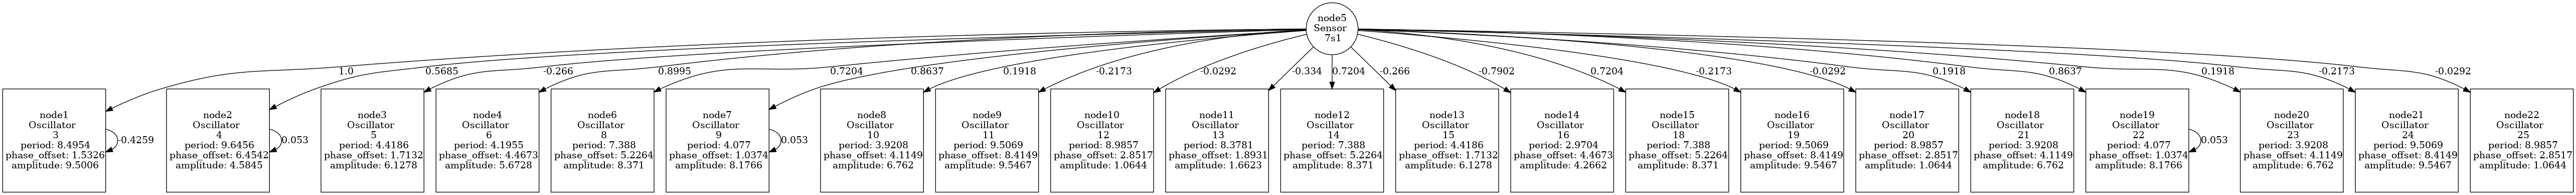 node5
Sensor
7s1
1.0
0.5685
-0.266
0.8995
0.7204
0.8637
0.1918
-0.2173
-0.0292
-0.334
0.7204
-0.266
-0.7902
0.7204
-0.2173
-0.0292
0.1918
0.8637
0.1918
-0.2173
-0.0292
node1
Oscillator
3
period: 8.4954
phase_offset: 1.5326
amplitude: 9.5006
-0.4259
node2
Oscillator
4
period: 9.6456
phase_offset: 6.4542
amplitude: 4.5845
0.053
node3
Oscillator
5
period: 4.4186
phase_offset: 1.7132
amplitude: 6.1278
node4
Oscillator
6
period: 4.1955
phase_offset: 4.4673
amplitude: 5.6728
node6
Oscillator
8
period: 7.388
phase_offset: 5.2264
amplitude: 8.371
node7
Oscillator
9
period: 4.077
phase_offset: 1.0374
amplitude: 8.1766
0.053
node8
Oscillator
10
period: 3.9208
phase_offset: 4.1149
amplitude: 6.762
node9
Oscillator
11
period: 9.5069
phase_offset: 8.4149
amplitude: 9.5467
node10
Oscillator
12
period: 8.9857
phase_offset: 2.8517
amplitude: 1.0644
node11
Oscillator
13
period: 8.3781
phase_offset: 1.8931
amplitude: 1.6623
node12
Oscillator
14
period: 7.388
phase_offset: 5.2264
amplitude: 8.371
node13
Oscillator
15
period: 4.4186
phase_offset: 1.7132
amplitude: 6.1278
node14
Oscillator
16
period: 2.9704
phase_offset: 4.4673
amplitude: 4.2662
node15
Oscillator
18
period: 7.388
phase_offset: 5.2264
amplitude: 8.371
node16
Oscillator
19
period: 9.5069
phase_offset: 8.4149
amplitude: 9.5467
node17
Oscillator
20
period: 8.9857
phase_offset: 2.8517
amplitude: 1.0644
node18
Oscillator
21
period: 3.9208
phase_offset: 4.1149
amplitude: 6.762
node19
Oscillator
22
period: 4.077
phase_offset: 1.0374
amplitude: 8.1766
0.053
node20
Oscillator
23
period: 3.9208
phase_offset: 4.1149
amplitude: 6.762
node21
Oscillator
24
period: 9.5069
phase_offset: 8.4149
amplitude: 9.5467
node22
Oscillator
25
period: 8.9857
phase_offset: 2.8517
amplitude: 1.0644